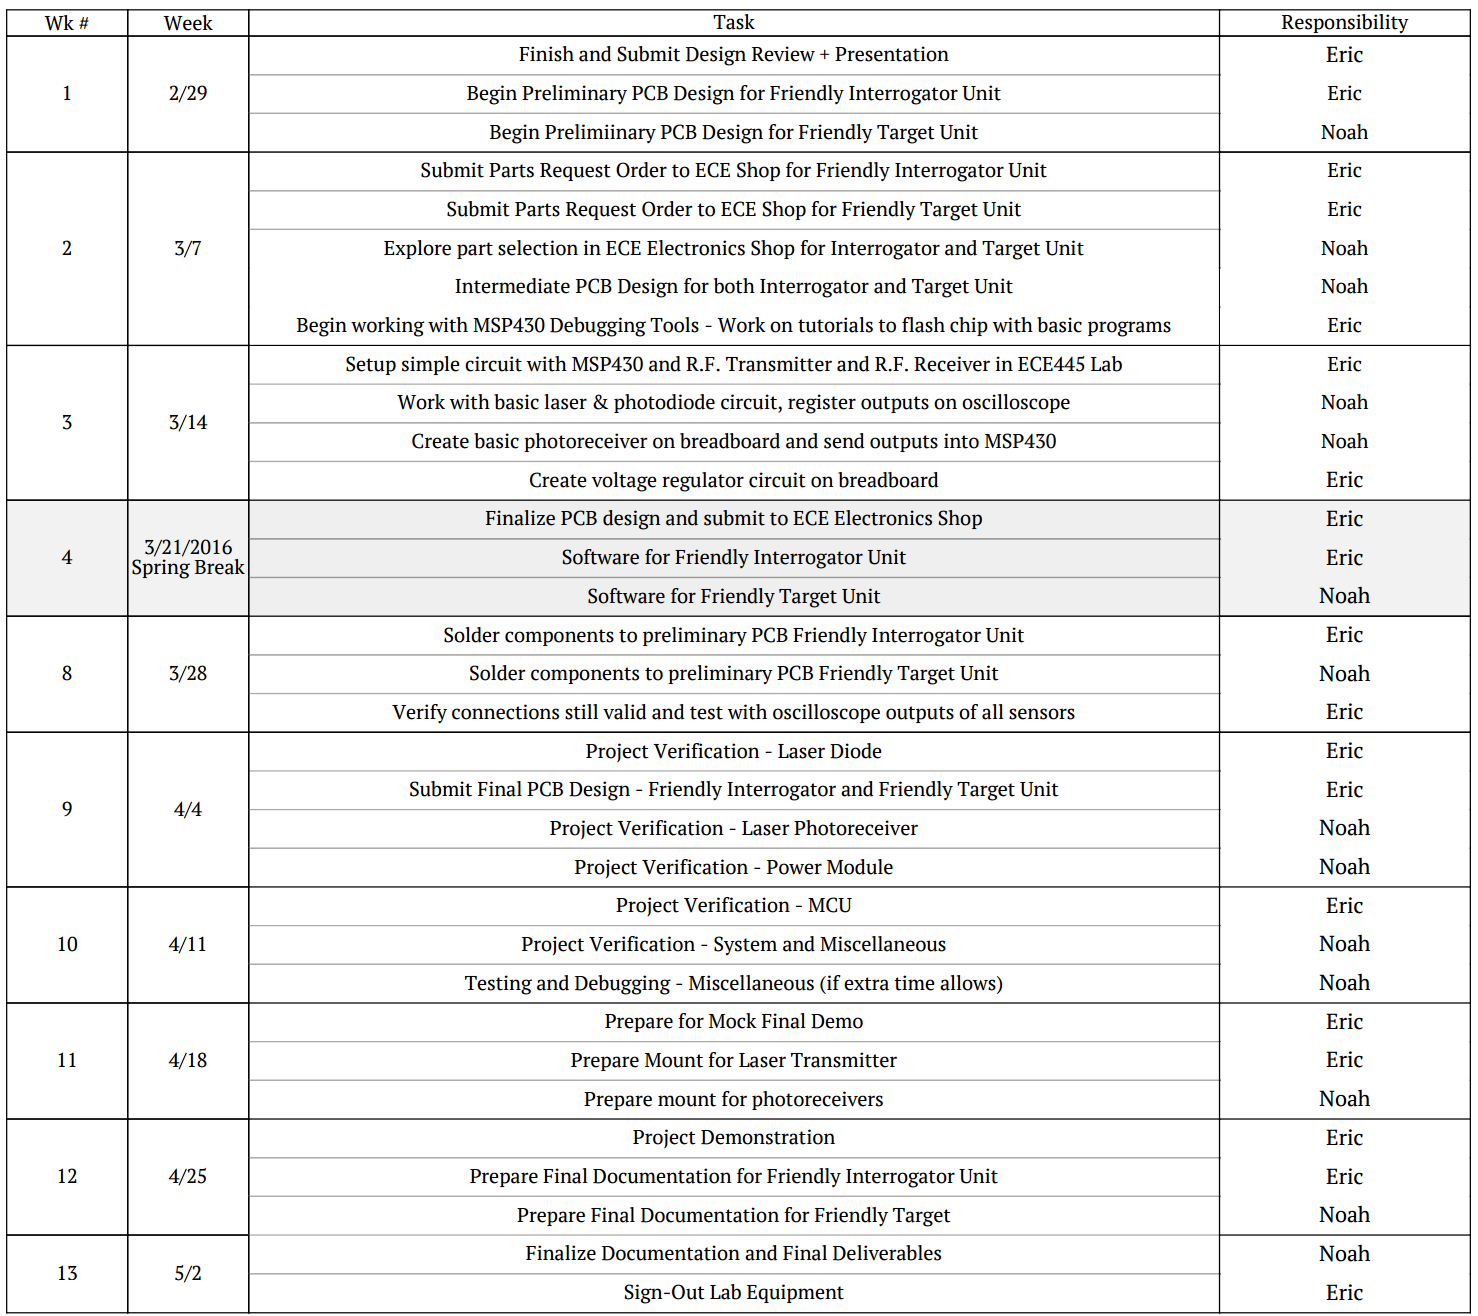 Wk # Week Task Responsibility
Finish and Submit Design Review + Presentation Eric
1 2/29 Begin Preliminary PCB Design for Friendly Interrogator Unit Eric
Begin Prelimiinary PCB Design for Friendly Target Unit Noah
Submit Parts Request Order to ECE Shop for Friendly Interrogator Unit Eric
Submit Parts Request Order to ECE Shop for Friendly Target Unit Eric
2 3/7 Explore part selection in ECE Electronics Shop for Interrogator and Target Unit Noah
Intermediate PCB Design for both Interrogator and Target Unit Noah
Begin working with MSP430 Debugging Tools - Work on tutorials to flash chip with basic programs Eric
Setup simple circuit with MSP430 and R.F. Transmitter and R.F. Receiver in ECE445 Lab Eric
Work with basic laser & photodiode circuit, register outputs on oscilloscope Noah
3 3/14
Create basic photoreceiver on breadboard and send outputs into MSP430 Noah
Create voltage regulator circuit on breadboard Eric
Finalize PCB design and submit to ECE Electronics Shop Eric
4 3/21/2016
Spring Break
Software for Friendly Interrogator Unit Eric
Software for Friendly Target Unit Noah
Solder components to preliminary PCB Friendly Interrogator Unit Eric
8 3/28 Solder components to preliminary PCB Friendly Target Unit Noah
Verify connections still valid and test with oscilloscope outputs of all sensors Eric
Project Verification - Laser Diode Eric
Submit Final PCB Design - Friendly Interrogator and Friendly Target Unit Eric
9 4/4
Project Verification - Laser Photoreceiver Noah
Project Verification - Power Module Noah
Project Verification - MCU Eric
10 4/11 Project Verification - System and Miscellaneous Noah
Testing and Debugging - Miscellaneous (if extra time allows) Noah
Prepare for Mock Final Demo Eric
11 4/18 Prepare Mount for Laser Transmitter Eric
Prepare mount for photoreceivers Noah
Project Demonstration Eric
12 4/25 Prepare Final Documentation for Friendly Interrogator Unit Eric
Prepare Final Documentation for Friendly Target Noah
Finalize Documentation and Final Deliverables Noah
13 5/2
Sign-Out Lab Equipment Eric